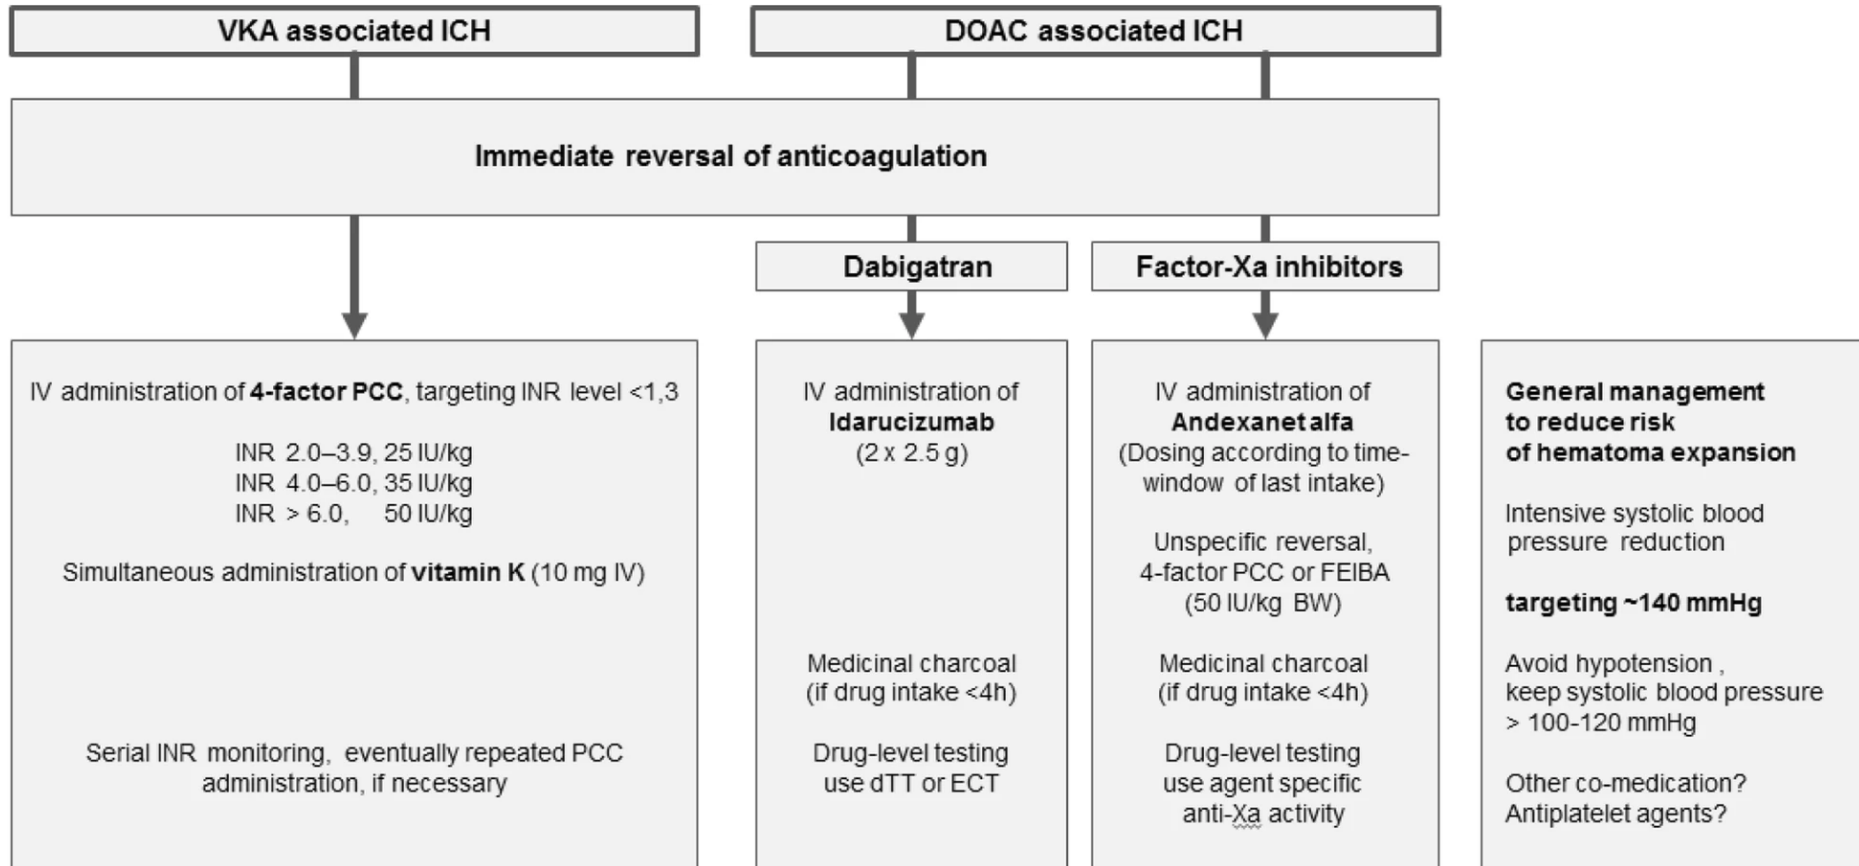 VKA associated ICH
DOAC associated ICH
Immediate reversal of anticoagulation
Dabigatran
Factor-Xa inhibitors
IV administration of 4-factor PCC, targeting INR level <1,3
INR 2.0–3.9, 25 IU/kg
INR 4.0–6.0, 35 IU/kg
INR > 6.0, 50 IU/kg
Simultaneous administration of vitamin K (10 mg IV)
Serial INR monitoring, eventually repeated PCC
administration, if necessary
IV administration of
Idarucizumab
(2 x 2.5 g)
Medicinal charcoal
(if drug intake <4h)
Drug-level testing
use dTT or ECT
IV administration of
Andexanet alfa
(Dosing according to time-
window of last intake)
Unspecific reversal,
4-factor PCC or FEIBA
(50 IU/kg BW)
Medicinal charcoal
(if drug intake <4h)
Drug-level testing
use agent specific
anti-Xa activity
General management
to reduce risk
of hematoma expansion
Intensive systolic blood
pressure reduction
targeting ~140 mmHg
Avoid hypotension ,
keep systolic blood pressure
> 100-120 mmHg
Other co-medication?
Antiplatelet agents?